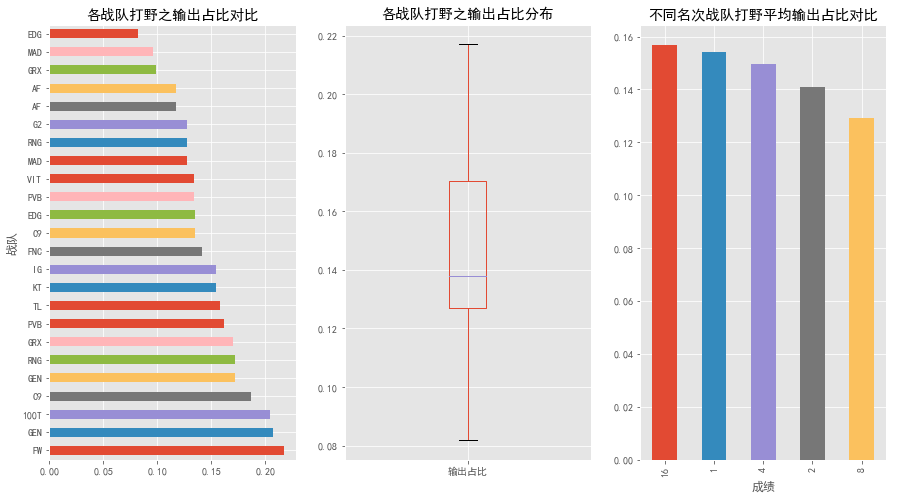 各战队打野之输出占比对比
战队
EDG
MAD
GRX
AF
AF
G2
RNG
MAD
VIT
PVB
EDG
C9
FNC
IG
KT
TL
PVB
GRX
RNG
GEN
C9
100T
GEN
FW
0.00 0.05 0.10 0.15 0.20
各战队打野之输出占比分布
0.22
0.20
0.18
0.16
0.14
0.12
0.10
0.08
输出占比
不同名次战队打野平均输出占比对比
0.16
0.14
0.12
0.10
0.08
0.06
0.04
0.02
0.00
16 1 4 2 8
成绩